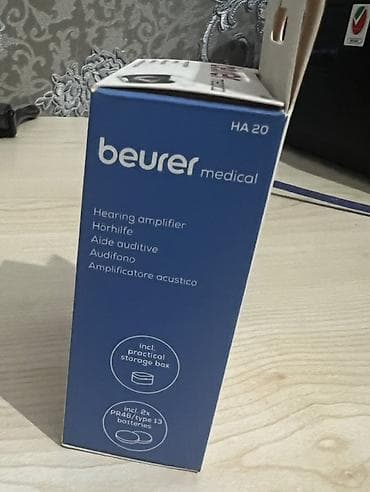 HA 20
beurer medical
Hearing amplifier
Hörhilfe
Aide auditive
Audífono
Amplificatore acustico
incl.
practical
storage box
incl. 2x
PR48/type 13
batteries